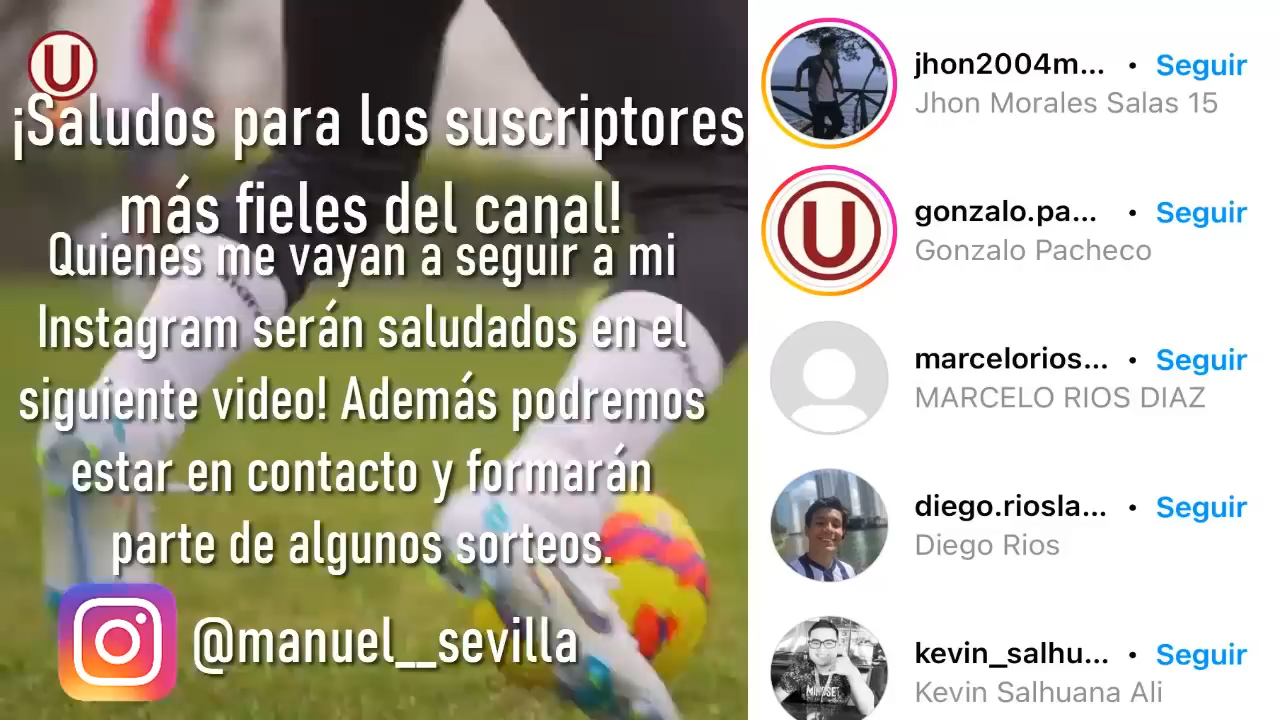 U
¡Saludos para los suscriptores
más fieles del canal!
Quienes me vayan a seguir a mi
Instagram serán saludados en el
siguiente video! Además podremos
estar en contacto y formarán
parte de algunos sorteos.
@manuel__sevilla
jhon2004m... • Seguir
Jhon Morales Salas 15
U
gonzalo.pa... • Seguir
Gonzalo Pacheco
marcelorios... • Seguir
MARCELO RIOS DIAZ
diego.riosla... • Seguir
Diego Rios
kevin_salhu... • Seguir
Kevin Salhuana Ali